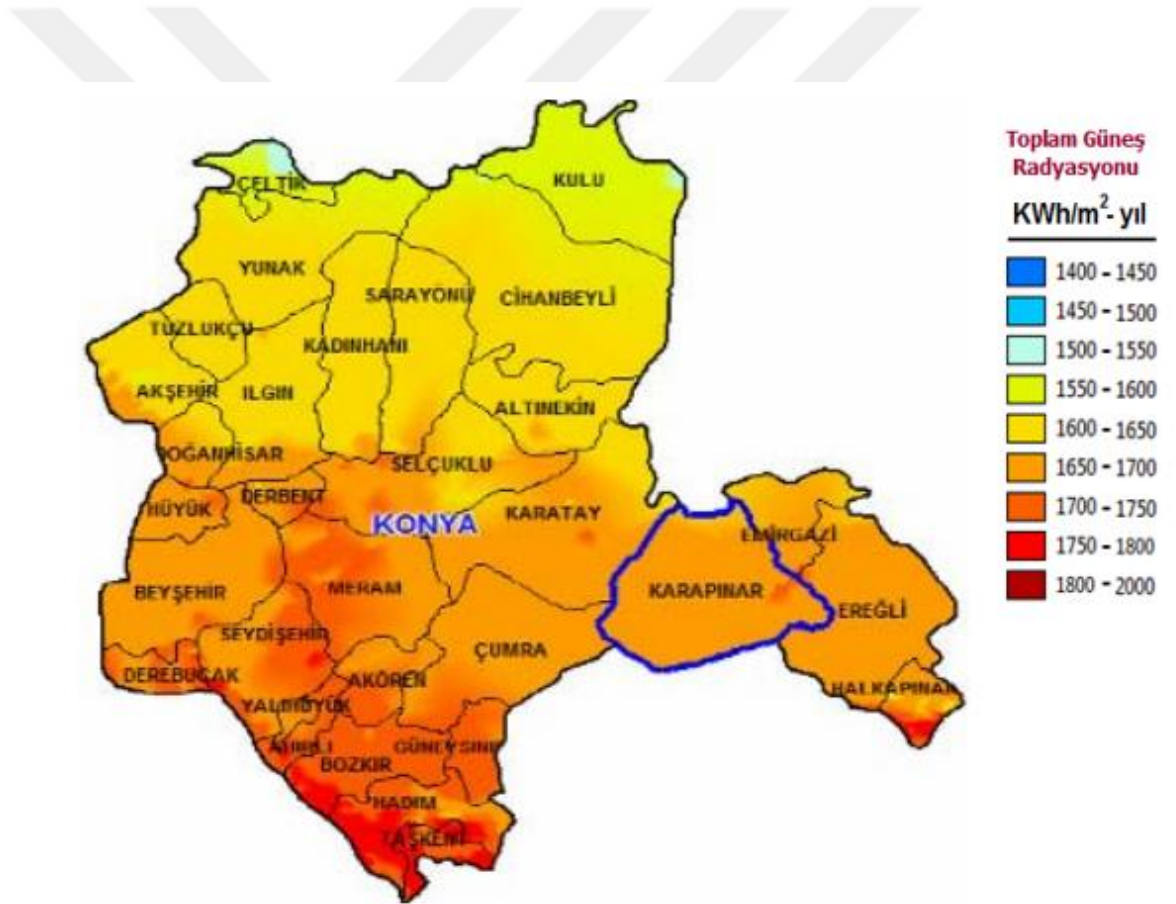 Toplam Güneş
Radyasyonu
KWh/m²- yıl
1400 - 1450
1450 - 1500
1500 - 1550
1550 - 1600
1600 - 1650
1650 - 1700
1700 - 1750
1750 - 1800
1800 - 2000
ÇELTİK
KULU
YUNAK
SARAYÖNÜ
CİHANBEYLİ
TUZLUKÇU
KADINHANI
AKŞEHİR
ILGIN
ALTINEKİN
DOĞANHİSAR
SELÇUKLU
DERBENT
HÜYÜK
KONYA
KARATAY
EMİRGAZİ
BEYŞEHİR
MERAM
KARAPINAR
EREĞLİ
SEYDİŞEHİR
ÇUMRA
DEREBUCAK
AKÖREN
HALKAPINAR
YALIHÜYÜK
AHIRLI
GÜNEYSINIR
BOZKIR
HADIM
TAŞKENT